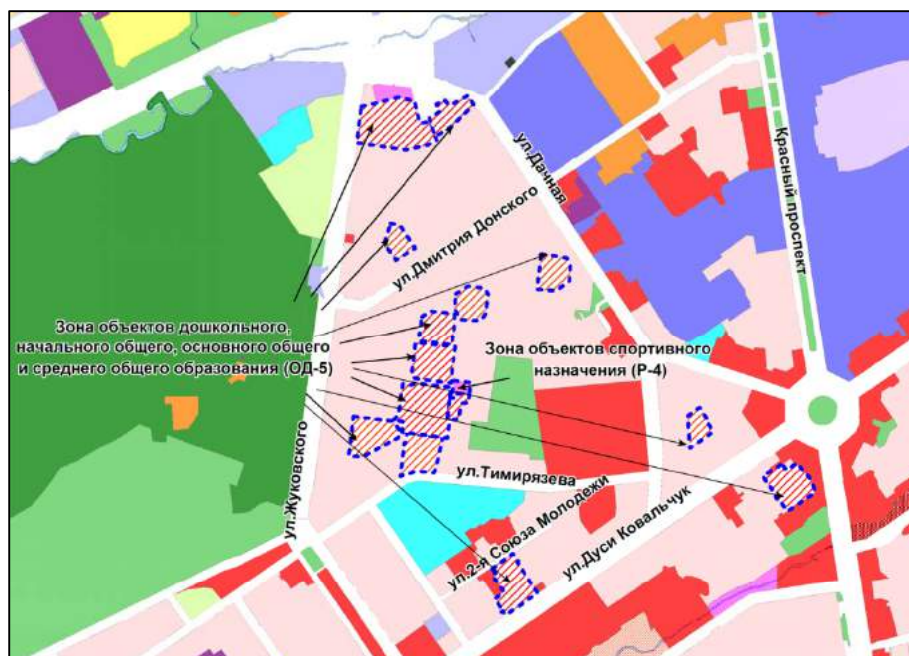 ул.Дачная
Красный проспект
ул.Дмитрия Донского
Зона объектов дошкольного,
начального общего, основного общего
и среднего общего образования (ОД-5)
Зона объектов спортивного
назначения (Р-4)
ул.Жуковского
ул.Тимирязева
ул.2-я Союза Молодежи
ул.Дуси Ковальчук